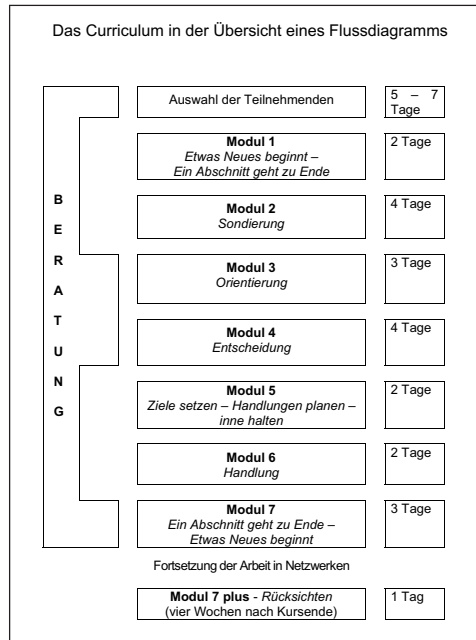 Das Curriculum in der Übersicht eines Flussdiagramms
Auswahl der Teilnehmenden
5 – 7
Tage
Modul 1
Etwas Neues beginnt –
Ein Abschnitt geht zu Ende
2 Tage
Modul 2
Sondierung
4 Tage
Modul 3
Orientierung
3 Tage
Modul 4
Entscheidung
4 Tage
Modul 5
Ziele setzen – Handlungen planen –
inne halten
2 Tage
Modul 6
Handlung
2 Tage
Modul 7
Ein Abschnitt geht zu Ende –
Etwas Neues beginnt
3 Tage
B
E
R
A
T
U
N
G
Fortsetzung der Arbeit in Netzwerken
Modul 7 plus - Rücksichten
(vier Wochen nach Kursende)
1 Tag